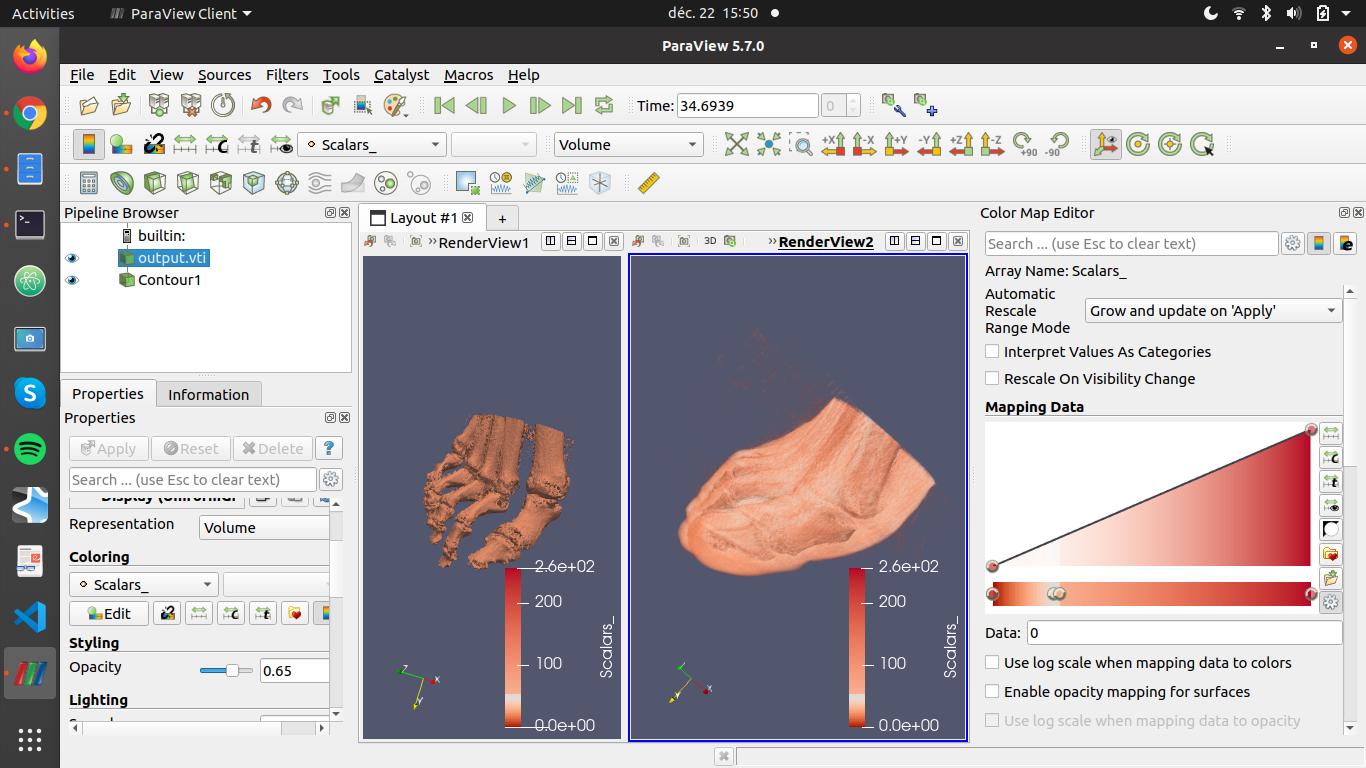 Activities ParaView Client déc. 22 15:50
ParaView 5.7.0
File Edit View Sources Filters Tools Catalyst Macros Help
Time: 34.6939 0
Scalars_ Volume +X -X +Y -Y +Z -Z +90 -90
Pipeline Browser
builtin:
output.vti
Contour1
Properties Information
Properties
Apply Reset Delete ?
Search ... (use Esc to clear text)
Representation Volume
Coloring
Scalars_
Edit
Styling
Opacity 0.65
Lighting
Layout #1 +
RenderView1
3D RenderView2
2.6e+02
200
100
0.0e+00
Scalars_
Z X Y
2.6e+02
200
100
0.0e+00
Scalars_
X Y
Color Map Editor
Search ... (use Esc to clear text)
Array Name: Scalars_
Automatic
Rescale
Range Mode
Grow and update on 'Apply'
Interpret Values As Categories
Rescale On Visibility Change
Mapping Data
Data: 0
Use log scale when mapping data to colors
Enable opacity mapping for surfaces
Use log scale when mapping data to opacity